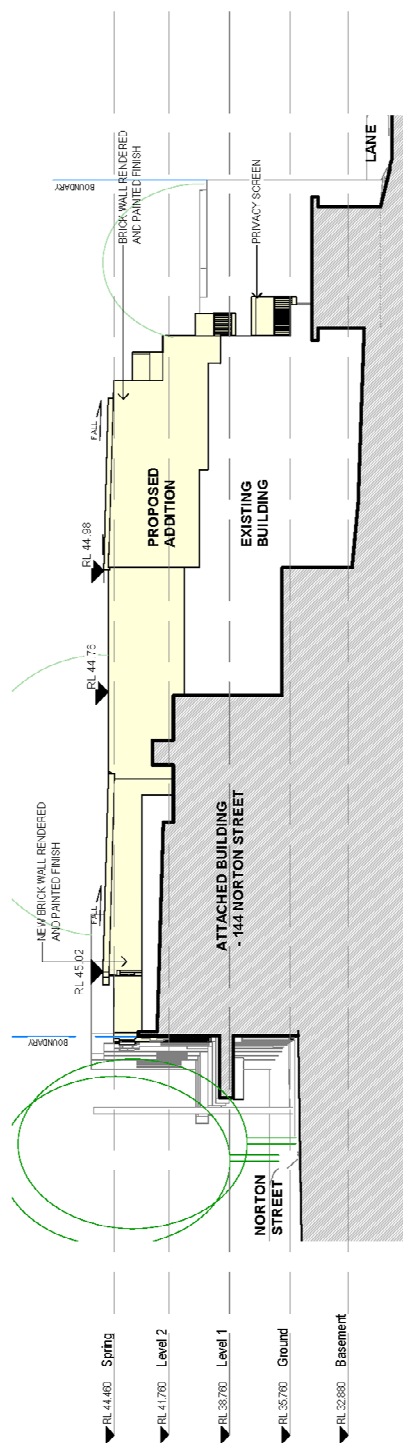 BOUNDARY
BRICK WALL RENDERED
AND PAINTED FINISH
PRIVACY SCREEN
LANE
FALL
RL 44.98
PROPOSED
ADDITION
EXISTING
BUILDING
RL 44.76
NEW BRICK WALL RENDERED
AND PAINTED FINISH
FALL
RL 45.02
ATTACHED BUILDING
- 144 NORTON STREET
BOUNDARY
NORTON
STREET
RL 44.460 Spring
RL 41.760 Level 2
RL 38.760 Level 1
RL 35.760 Ground
RL 32.880 Basement